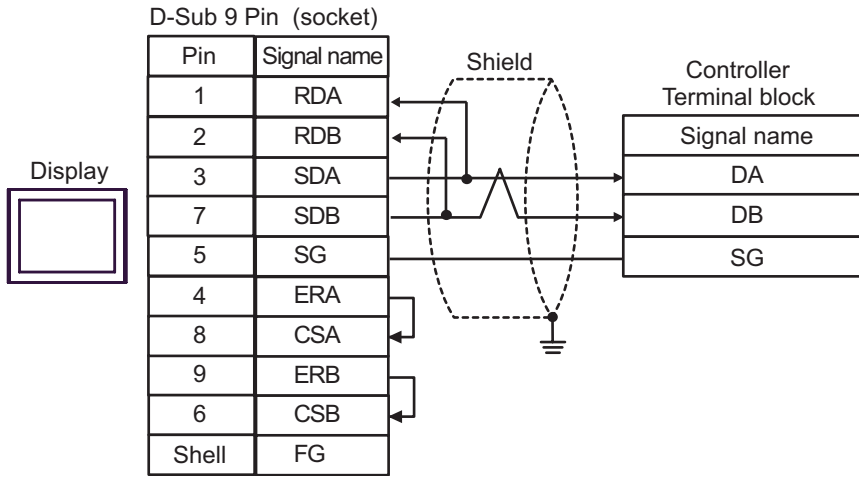 D-Sub 9 Pin (socket)
Pin Signal name
1 RDA
2 RDB
3 SDA
7 SDB
5 SG
4 ERA
8 CSA
9 ERB
6 CSB
Shell FG
Display
Shield
Controller
Terminal block
Signal name
DA
DB
SG